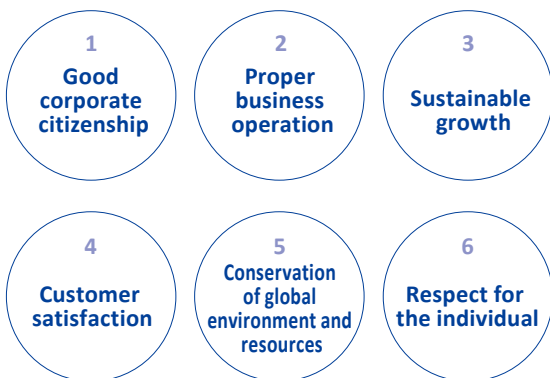 1
Good
corporate
citizenship
2
Proper
business
operation
3
Sustainable
growth
4
Customer
satisfaction
5
Conservation
of global
environment and
resources
6
Respect for
the individual